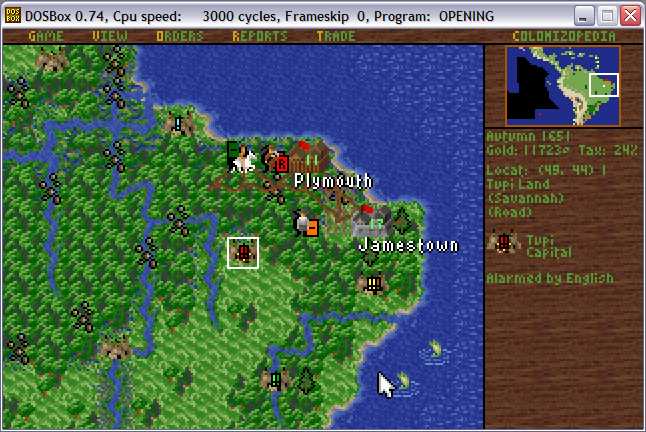 DOSBox 0.74, Cpu speed: 3000 cycles, Frameskip 0, Program: OPENING
GAME VIEW ORDERS REPORTS TRADE COLONIZOPEDIA
Autumn 1651
Gold: 11723¢ Tax: 24%
Locat: (49, 44) 1
Tupi Land
(Savannah)
(Road)
Tupi
Capital
Alarmed by English
Plymouth
Jamestown